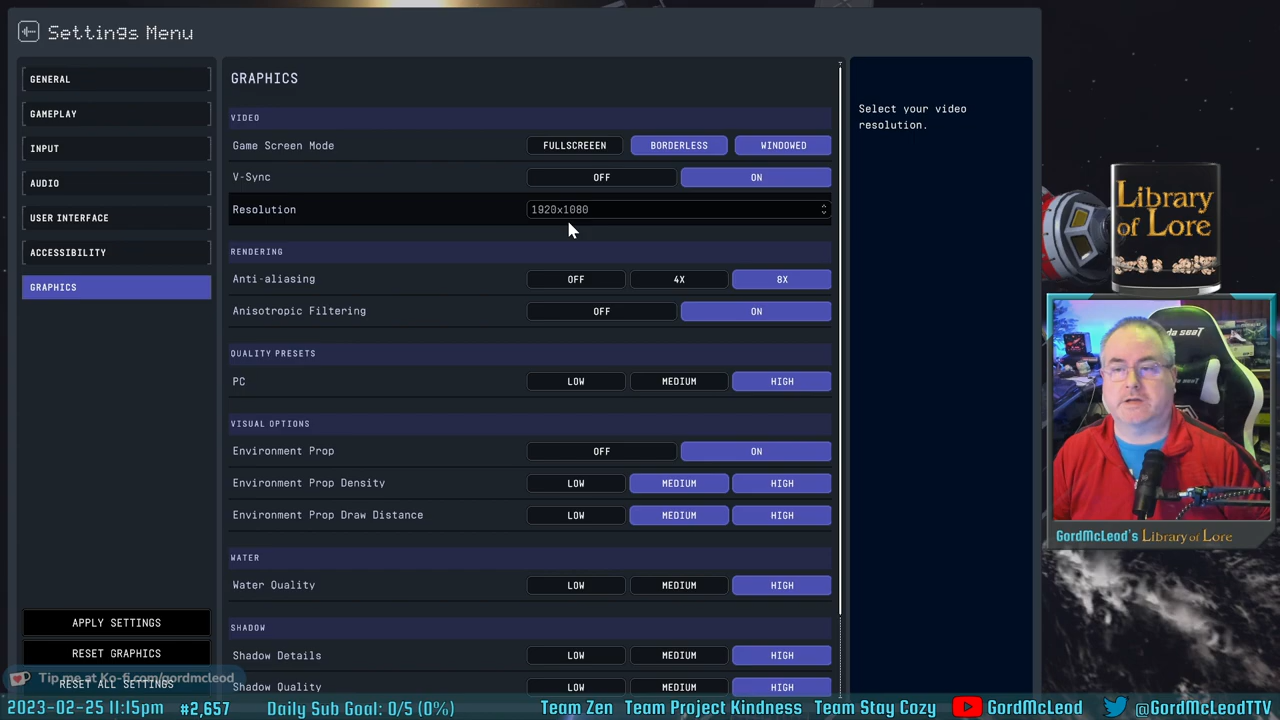 Settings Menu
GENERAL
GAMEPLAY
INPUT
AUDIO
USER INTERFACE
ACCESSIBILITY
GRAPHICS
APPLY SETTINGS
RESET GRAPHICS
RESET ALL SETTINGS
Tip me at Ko-fi.com/gordmcleod
GRAPHICS
VIDEO
Game Screen Mode FULLSCREEEN BORDERLESS WINDOWED
V-Sync OFF ON
Resolution 1920x1080
RENDERING
Anti-aliasing OFF 4X 8X
Anisotropic Filtering OFF ON
QUALITY PRESETS
PC LOW MEDIUM HIGH
VISUAL OPTIONS
Environment Prop OFF ON
Environment Prop Density LOW MEDIUM HIGH
Environment Prop Draw Distance LOW MEDIUM HIGH
WATER
Water Quality LOW MEDIUM HIGH
SHADOW
Shadow Details LOW MEDIUM HIGH
Shadow Quality LOW MEDIUM HIGH
Select your video
resolution.
Library
of Lore
GordMcLeod's Library of Lore
2023-02-25 11:15pm #2,657 Daily Sub Goal: 0/5 (0%) Team Zen Team Project Kindness Team Stay Cozy GordMcLeod @GordMcLeodTTV